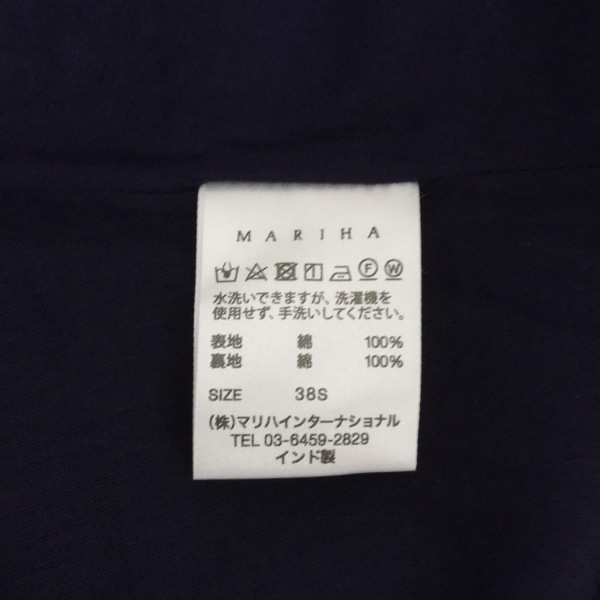 MARIHA
F W
水洗いできますが、洗濯機を
使用せず、手洗いしてください。
表地 綿 100%
裏地 綿 100%
SIZE 38S
(株)マリハインターナショナル
TEL 03-6459-2829
インド製